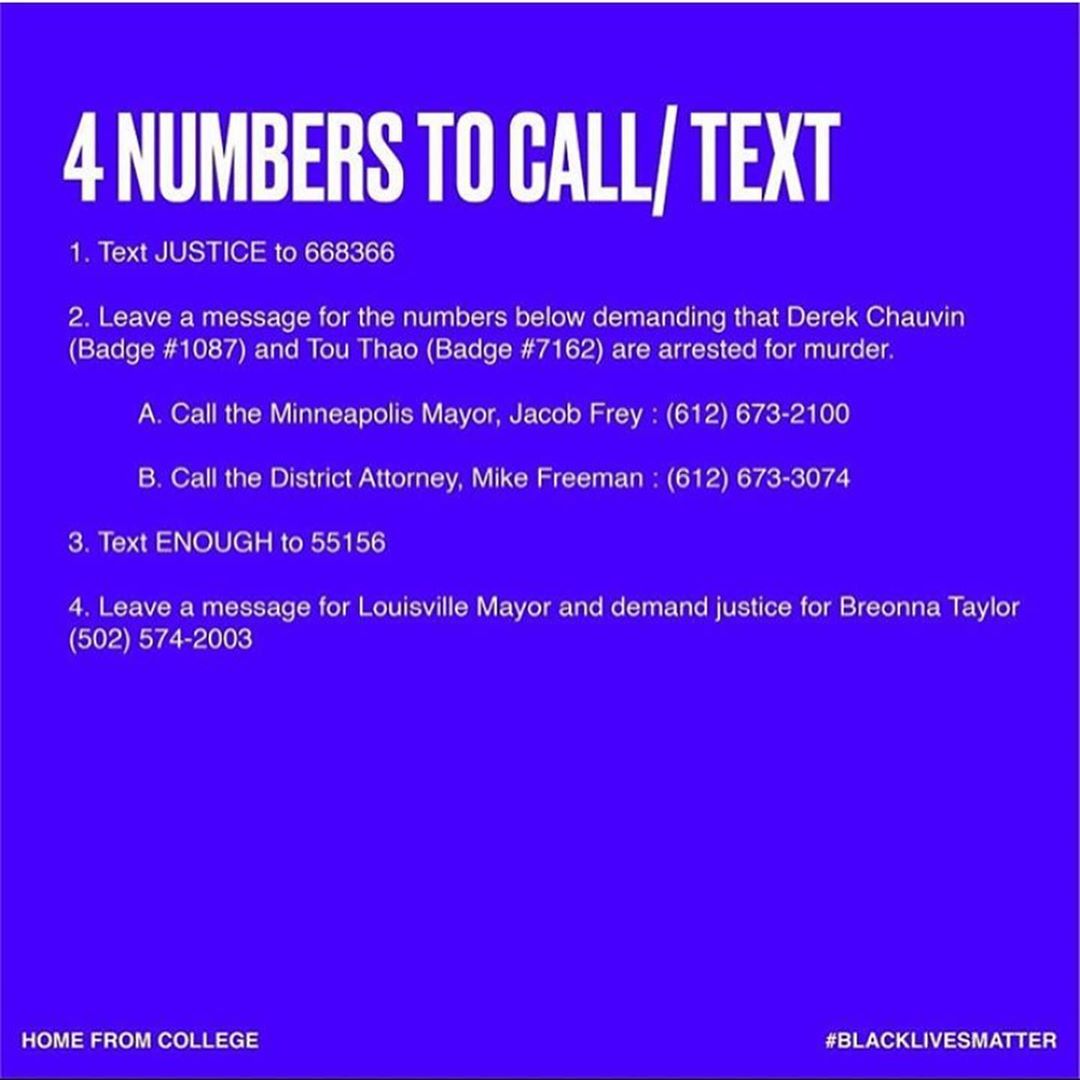 4 NUMBERS TO CALL/ TEXT
1. Text JUSTICE to 668366
2. Leave a message for the numbers below demanding that Derek Chauvin
(Badge #1087) and Tou Thao (Badge #7162) are arrested for murder.
A. Call the Minneapolis Mayor, Jacob Frey : (612) 673-2100
B. Call the District Attorney, Mike Freeman : (612) 673-3074
3. Text ENOUGH to 55156
4. Leave a message for Louisville Mayor and demand justice for Breonna Taylor
(502) 574-2003
HOME FROM COLLEGE
#BLACKLIVESMATTER